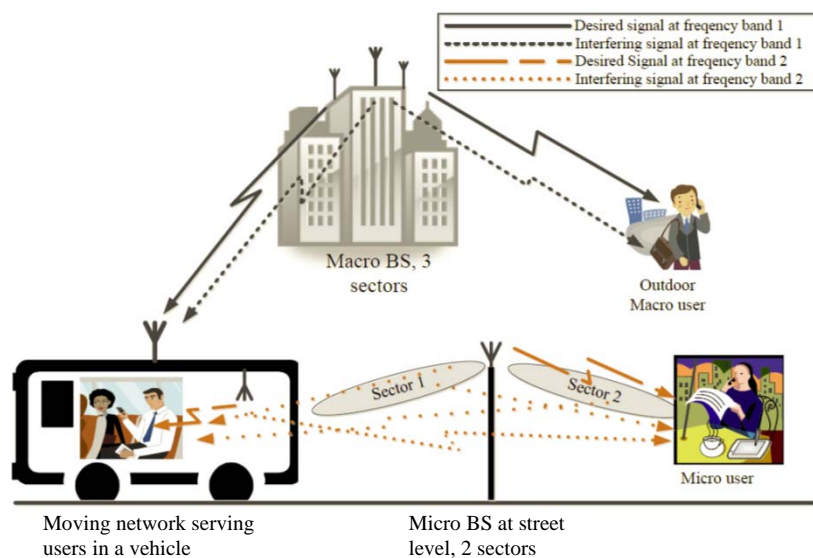 Desired signal at freqency band 1
Interfering signal at freqency band 1
Desired Signal at freqency band 2
Interfering signal at freqency band 2
Macro BS, 3
sectors
Outdoor
Macro user
Sector 1
Sector 2
Micro user
Moving network serving
users in a vehicle
Micro BS at street
level, 2 sectors